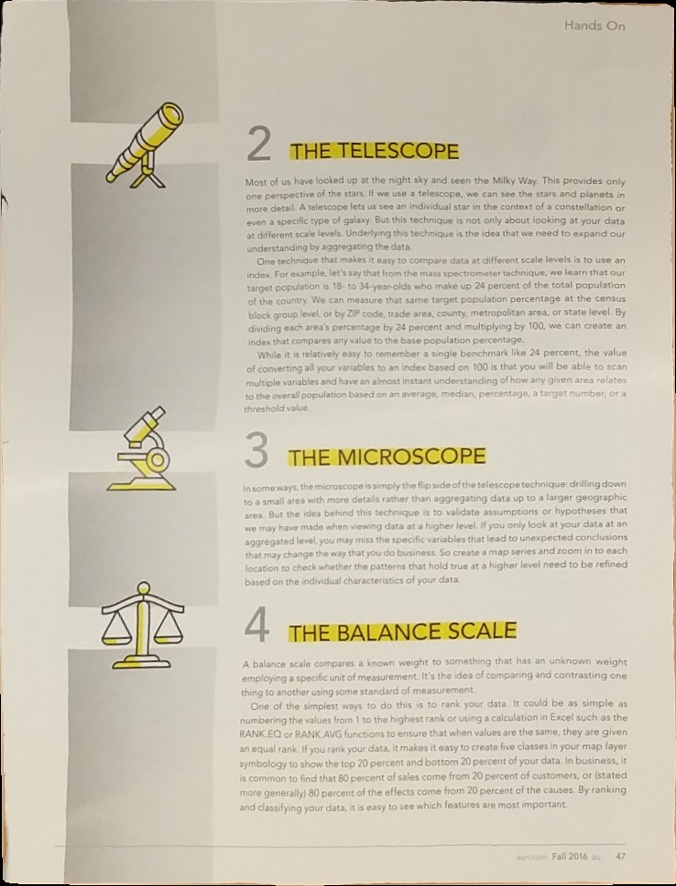 Hands On
2 THE TELESCOPE
Most of us have looked up at the night sky and seen the Milky Way. This provides only
one perspective of the stars. If we use a telescope, we can see the stars and planets in
more detail. A telescope lets us see an individual star in the context of a constellation or
even a specific type of galaxy. But this technique is not only about looking at your data
at different scale levels. Underlying this technique is the idea that we need to expand our
understanding by aggregating the data.
One technique that makes it easy to compare data at different scale levels is to use an
index. For example, let's say that from the mass spectrometer technique, we learn that our
target population is 18- to 34-year-olds who make up 24 percent of the total population
of the country. We can measure that same target population percentage at the census
block group level, or by ZIP code, trade area, county, metropolitan area, or state level. By
dividing each area's percentage by 24 percent and multiplying by 100, we can create an
index that compares any value to the base population percentage.
While it is relatively easy to remember a single benchmark like 24 percent, the value
of converting all your variables to an index based on 100 is that you will be able to scan
multiple variables and have an almost instant understanding of how any given area relates
to the overall population based on an average, median, percentage, a target number, or a
threshold value.
3 THE MICROSCOPE
In some ways, the microscope is simply the flip side of the telescope technique: drilling down
to a small area with more details rather than aggregating data up to a larger geographic
area. But the idea behind this technique is to validate assumptions or hypotheses that
we may have made when viewing data at a higher level. If you only look at your data at an
aggregated level, you may miss the specific variables that lead to unexpected conclusions
that may change the way that you do business. So create a map series and zoom in to each
location to check whether the patterns that hold true at a higher level need to be refined
based on the individual characteristics of your data.
4 THE BALANCE SCALE
A balance scale compares a known weight to something that has an unknown weight
employing a specific unit of measurement. It's the idea of comparing and contrasting one
thing to another using some standard of measurement.
One of the simplest ways to do this is to rank your data. It could be as simple as
numbering the values from 1 to the highest rank or using a calculation in Excel such as the
RANK.EQ or RANK.AVG functions to ensure that when values are the same, they are given
an equal rank. If you rank your data, it makes it easy to create five classes in your map layer
symbology to show the top 20 percent and bottom 20 percent of your data. In business, it
is common to find that 80 percent of sales come from 20 percent of customers, or (stated
more generally) 80 percent of the effects come from 20 percent of the causes. By ranking
and classifying your data, it is easy to see which features are most important.
esri.com Fall 2016 au 47